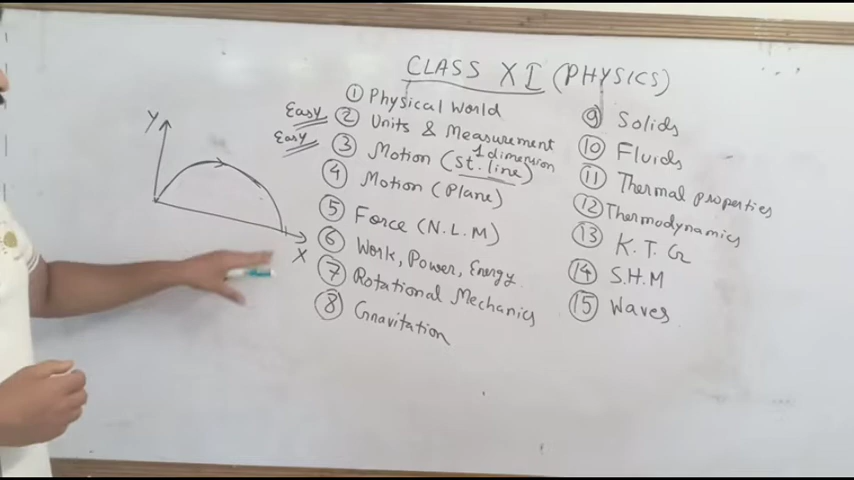 CLASS XI (PHYSICS)
① Physical World
Easy ② Units & Measurement
Easy ③ Motion (st. line) 1 dimension
④ Motion (Plane)
⑤ Force (N.L.M)
⑥ Work, Power, Energy
⑦ Rotational Mechanics
⑧ Gravitation
⑨ Solids
⑩ Fluids
⑪ Thermal properties
⑫ Thermodynamics
⑬ K.T.G
⑭ S.H.M
⑮ Waves
Y
X